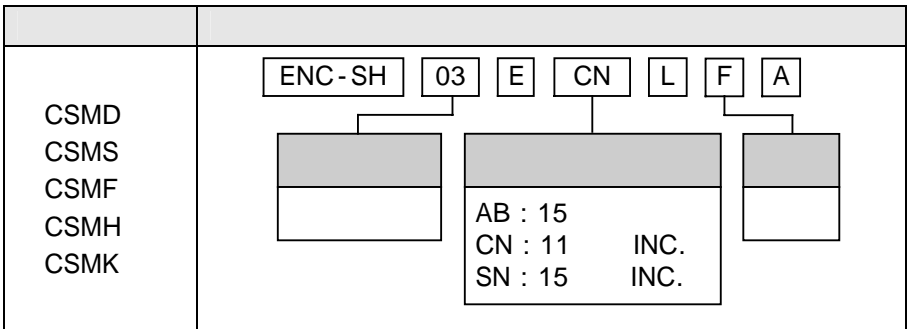 ENC-SH 03 E CN L F A
CSMD
CSMS
CSMF
CSMH
CSMK
AB : 15
CN : 11 INC.
SN : 15 INC.